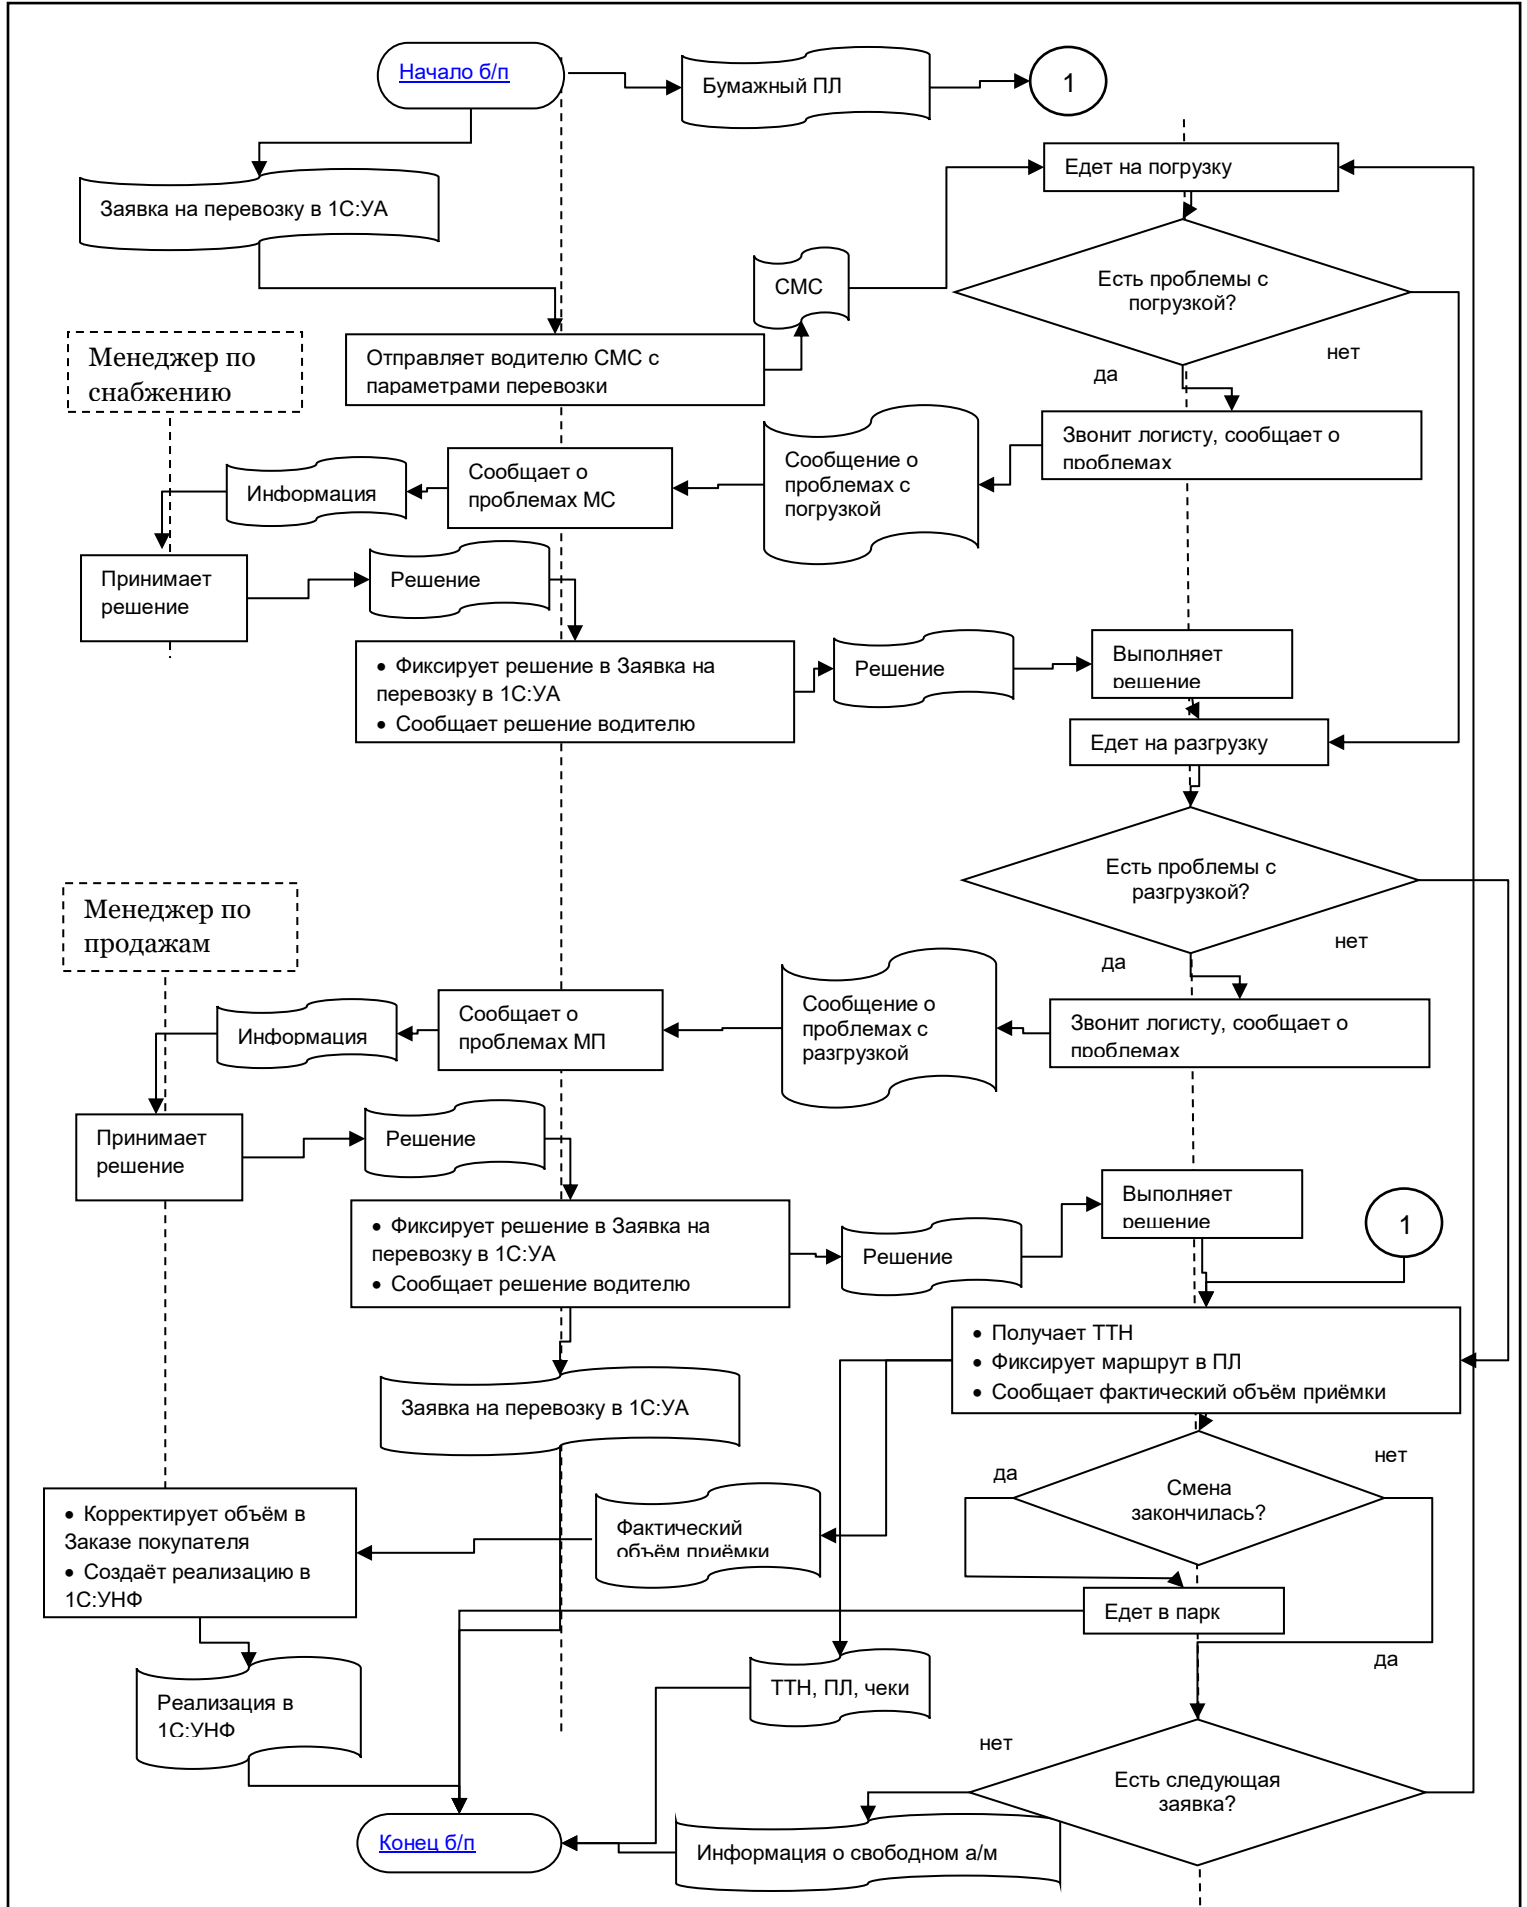 Начало б/п
Бумажный ПЛ
1
Едет на погрузку
Заявка на перевозку в 1С:УА
СМС
Есть проблемы с
погрузкой?
Менеджер по
снабжению
Отправляет водителю СМС с
параметрами перевозки
нет
да
Звонит логисту, сообщает о
проблемах
Сообщение о
проблемах с
погрузкой
Сообщает о
проблемах МС
Информация
Принимает
решение
Решение
• Фиксирует решение в Заявка на
перевозку в 1С:УА
• Сообщает решение водителю
Решение
Выполняет
решение
Едет на разгрузку
Есть проблемы с
разгрузкой?
Менеджер по
продажам
нет
да
Звонит логисту, сообщает о
проблемах
Сообщение о
проблемах с
разгрузкой
Сообщает о
проблемах МП
Информация
Принимает
решение
Решение
• Фиксирует решение в Заявка на
перевозку в 1С:УА
• Сообщает решение водителю
Решение
Выполняет
решение
1
• Получает ТТН
• Фиксирует маршрут в ПЛ
• Сообщает фактический объём приёмки
Заявка на перевозку в 1С:УА
нет
да
Смена
закончилась?
Фактический
объём приёмки
• Корректирует объём в
Заказе покупателя
• Создаёт реализацию в
1С:УНФ
Едет в парк
да
ТТН, ПЛ, чеки
Реализация в
1С:УНФ
нет
Есть следующая
заявка?
Конец б/п
Информация о свободном а/м